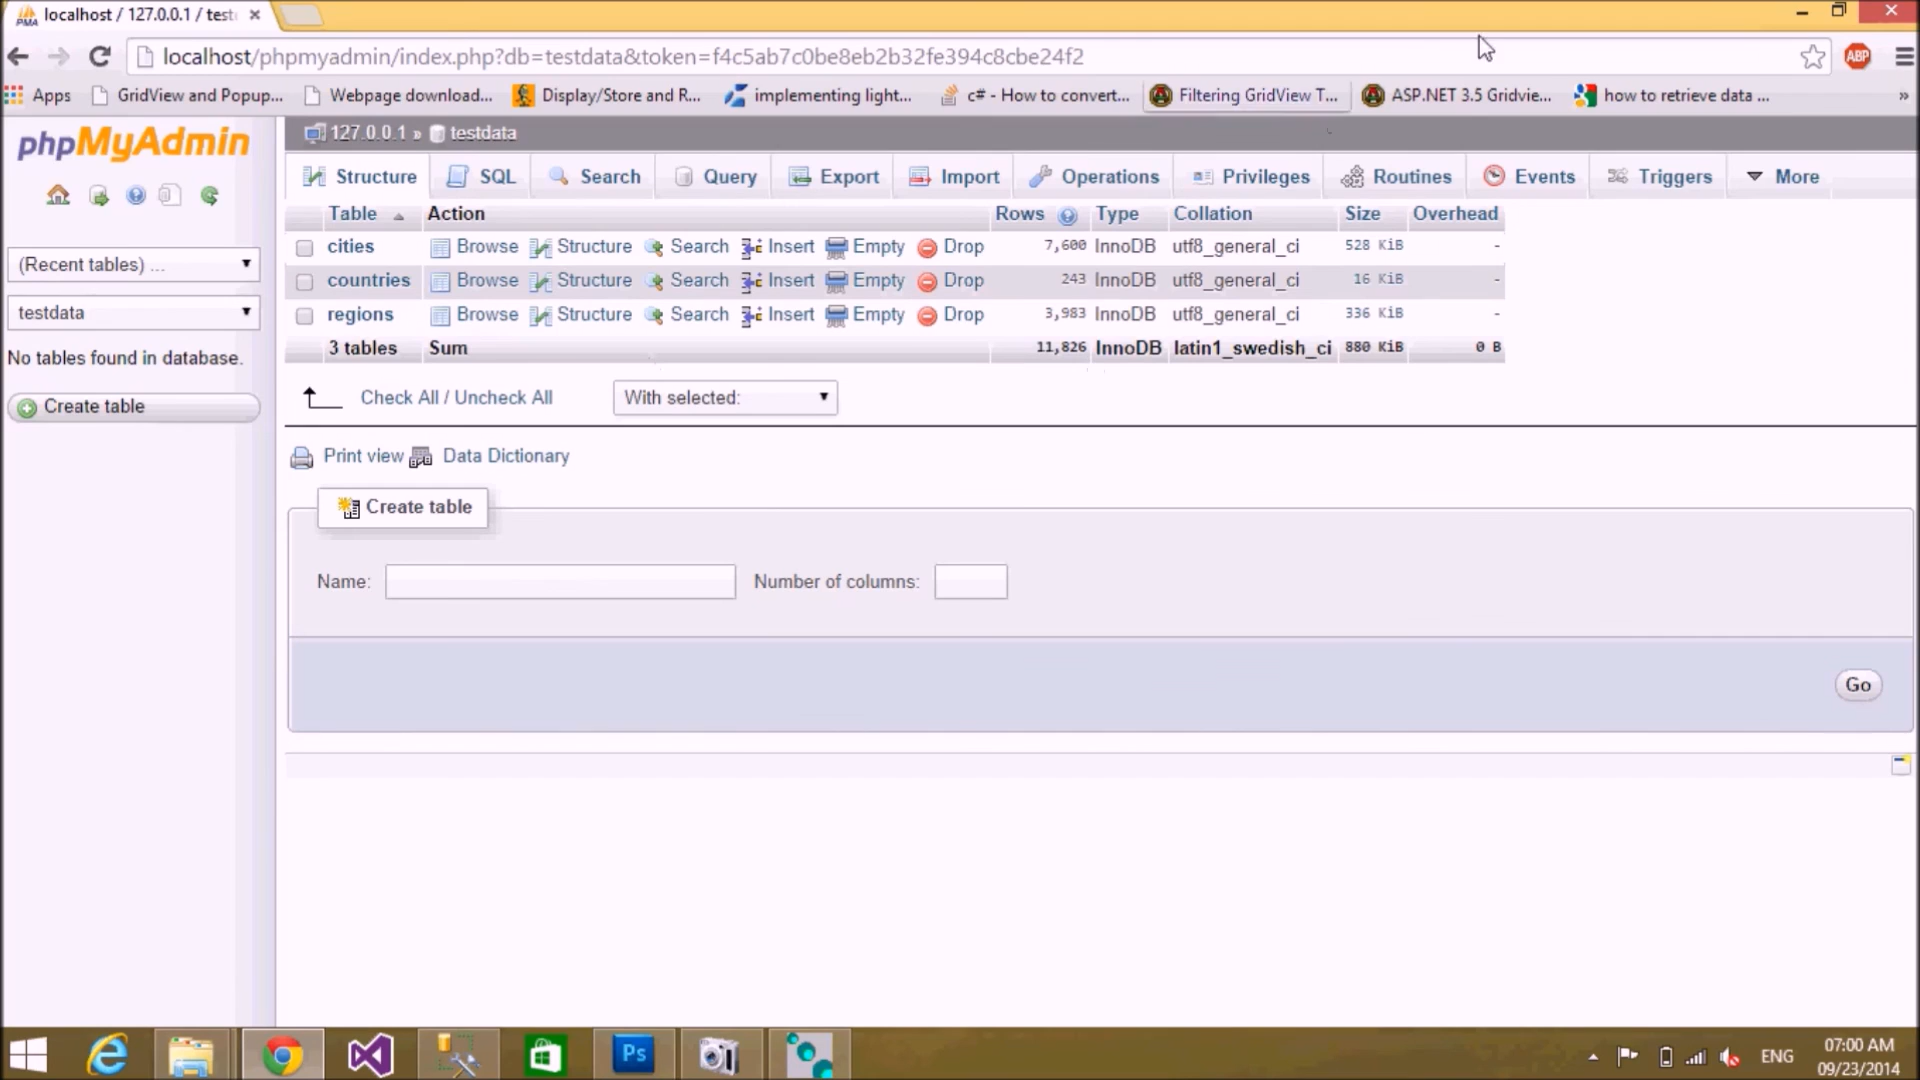 localhost / 127.0.0.1 / test
localhost/phpmyadmin/index.php?db=testdata&token=f4c5ab7c0be8eb2b32fe394c8cbe24f2
ABP
Apps GridView and Popup... Webpage download... Display/Store and R... implementing light... c# - How to convert... Filtering GridView T... ASP.NET 3.5 Gridvie... how to retrieve data ... »
phpMyAdmin
127.0.0.1 » testdata
Structure SQL Search Query Export Import Operations Privileges Routines Events Triggers More
Table Action Rows Type Collation Size Overhead
cities Browse Structure Search Insert Empty Drop 7,600 InnoDB utf8_general_ci 528 KiB -
countries Browse Structure Search Insert Empty Drop 243 InnoDB utf8_general_ci 16 KiB -
regions Browse Structure Search Insert Empty Drop 3,983 InnoDB utf8_general_ci 336 KiB -
3 tables Sum 11,826 InnoDB latin1_swedish_ci 880 KiB 0 B
(Recent tables) ...
testdata
No tables found in database.
Create table
Check All / Uncheck All With selected:
Print view Data Dictionary
Create table
Name: Number of columns:
Go
Ps
ENG
07:00 AM
09/23/2014